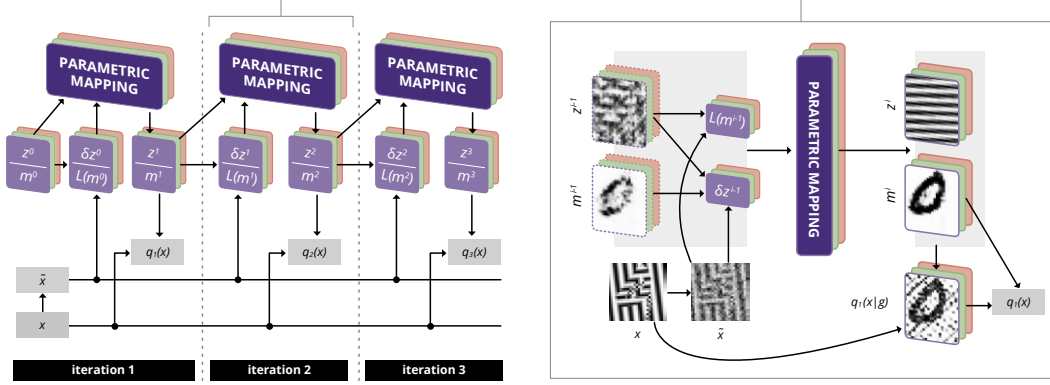 PARAMETRIC
MAPPING
PARAMETRIC
MAPPING
PARAMETRIC
MAPPING
z⁰
m⁰
δz⁰
L(m⁰)
z¹
m¹
δz¹
L(m¹)
z²
m²
δz²
L(m²)
z³
m³
q₁(x)
q₂(x)
q₃(x)
x̃
x
iteration 1
iteration 2
iteration 3
zⁱ⁻¹
mⁱ⁻¹
L(mⁱ⁻¹)
δzⁱ⁻¹
PARAMETRIC MAPPING
zⁱ
mⁱ
x
x̃
qᵢ(x|g)
qᵢ(x)